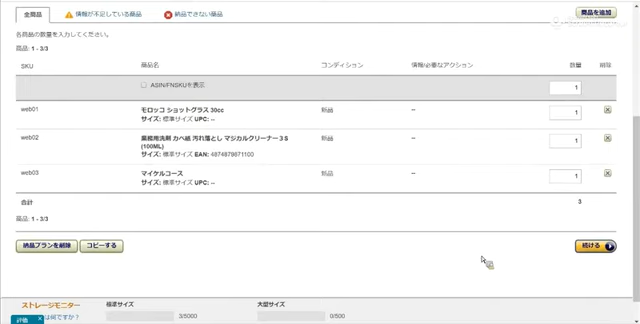 全商品 情報が不足している商品 納品できない商品 商品を追加
各商品の数量を入力してください。
商品: 1 - 3/3
SKU 商品名 コンディション 情報/必要なアクション 数量 削除
ASIN/FNSKUを表示 1
web01 モロッコ ショットグラス 30cc 新品 -- 1
サイズ: 標準サイズ UPC: --
web02 業務用洗剤 カベ紙 汚れ落とし マジカルクリーナー３S 新品 -- 1
(100ML)
サイズ: 標準サイズ EAN: 4874879871100
web03 マイケルコース 新品 -- 1
サイズ: 標準サイズ UPC: --
合計 3
商品: 1 - 3/3
納品プランを削除 コピーする 続ける
ストレージモニター 標準サイズ 大型サイズ
は何ですか? 3/5000 0/500
評価